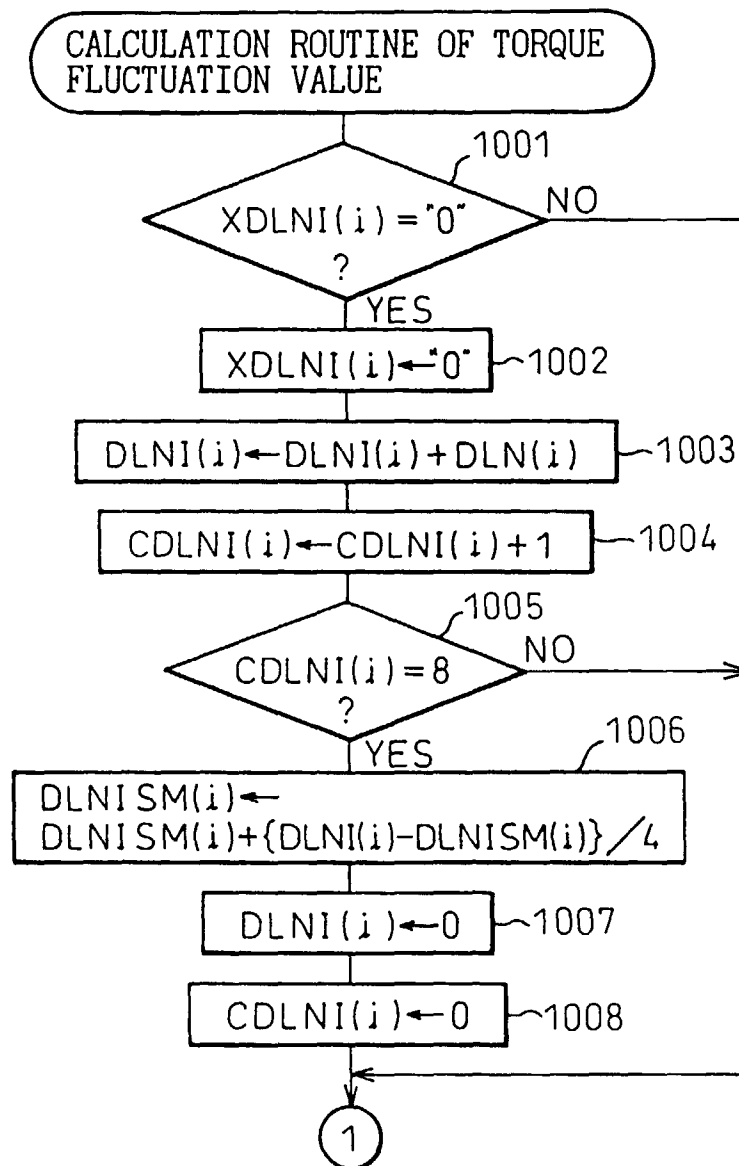 CALCULATION ROUTINE OF TORQUE
FLUCTUATION VALUE
1001
XDLNI(i)="0"
?
NO
YES
XDLNI(i)←"0"
1002
DLNI(i)←DLNI(i)+DLN(i)
1003
CDLNI(i)←CDLNI(i)+1
1004
1005
CDLNI(i)=8
?
NO
YES
1006
DLNISM(i)←
DLNISM(i)+{DLNI(i)-DLNISM(i)}/4
DLNI(i)←0
1007
CDLNI(i)←0
1008
1